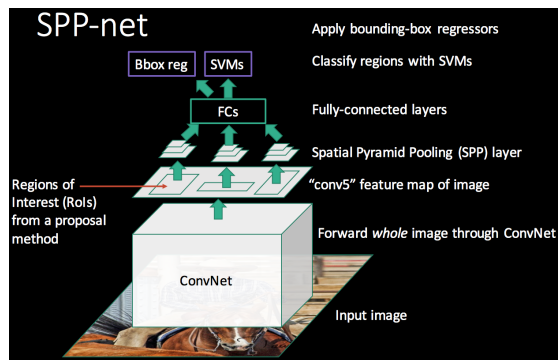 SPP-net
Apply bounding-box regressors
Bbox reg
SVMs
Classify regions with SVMs
FCs
Fully-connected layers
Spatial Pyramid Pooling (SPP) layer
Regions of
Interest (RoIs)
from a proposal
method
“conv5” feature map of image
Forward whole image through ConvNet
ConvNet
Input image